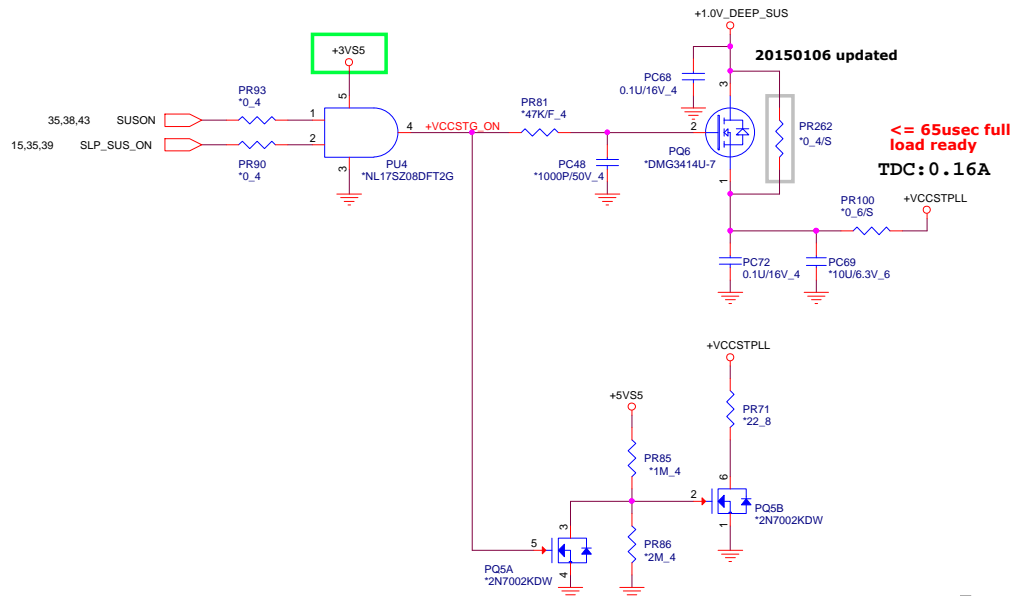 +1.0V_DEEP_SUS
20150106 updated
+3VS5
PC68
0.1U/16V_4
3
PR93
*0_4
5
PR81
*47K/F_4
35,38,43 SUSON
1
4
+VCCSTG_ON
2
PR262
*0_4/S
<= 65usec full
load ready
15,35,39 SLP_SUS_ON
2
PQ6
*DMG3414U-7
TDC:0.16A
PR90
*0_4
3
PU4
*NL17SZ08DFT2G
PC48
*1000P/50V_4
1
PR100
*0_6/S
+VCCSTPLL
PC72
0.1U/16V_4
PC69
*10U/6.3V_6
+VCCSTPLL
+5VS5
PR71
*22_8
PR85
*1M_4
6
2
PQ5B
*2N7002KDW
1
3
5
PR86
*2M_4
PQ5A
*2N7002KDW
4